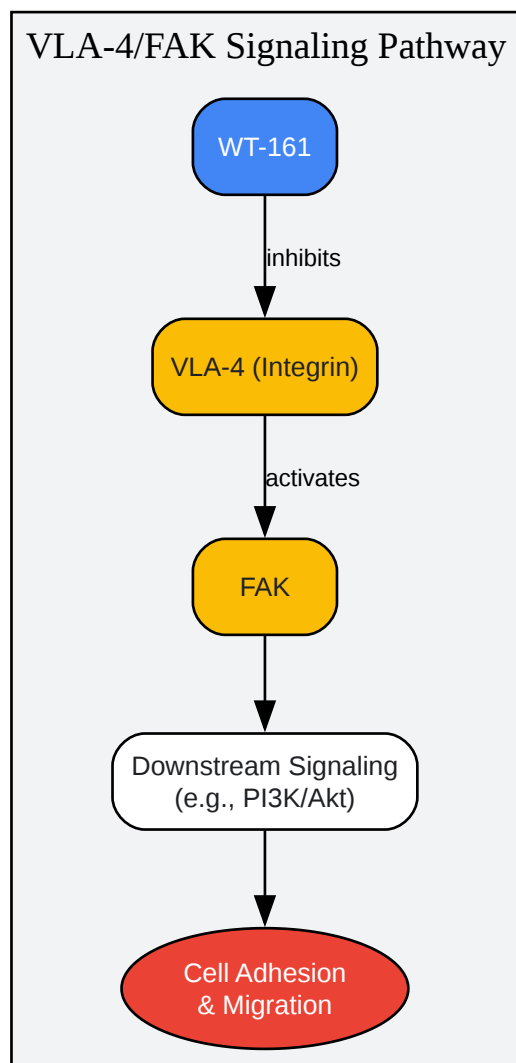 VLA-4/FAK Signaling Pathway
WT-161
inhibits
VLA-4 (Integrin)
activates
FAK
Downstream Signaling
(e.g., PI3K/Akt)
Cell Adhesion
& Migration